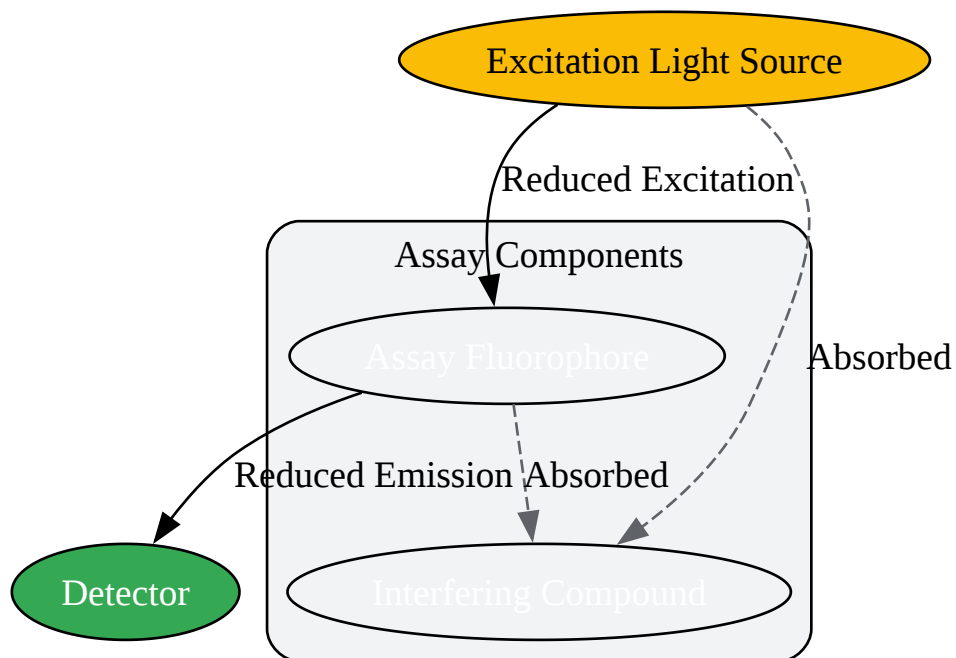 Excitation Light Source
Reduced Excitation
Assay Components
Assay Fluorophore
Absorbed
Reduced Emission
Absorbed
Detector
Interfering Compound